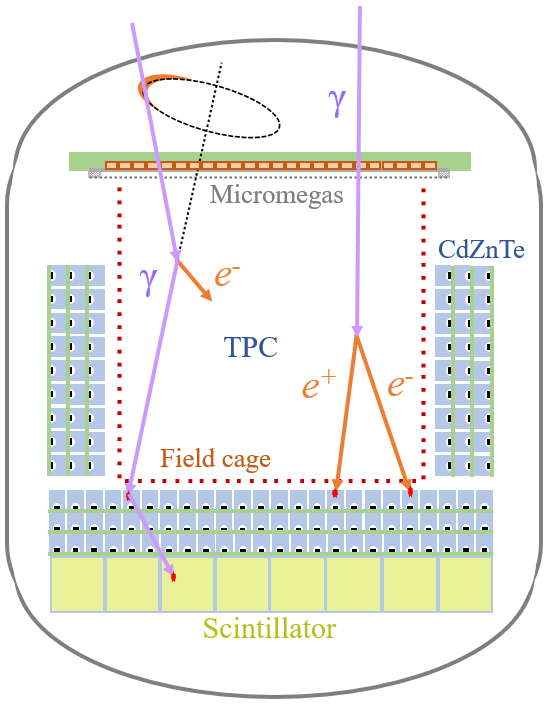 γ
Micromegas
CdZnTe
γ
e-
TPC
e+
e-
Field cage
Scintillator